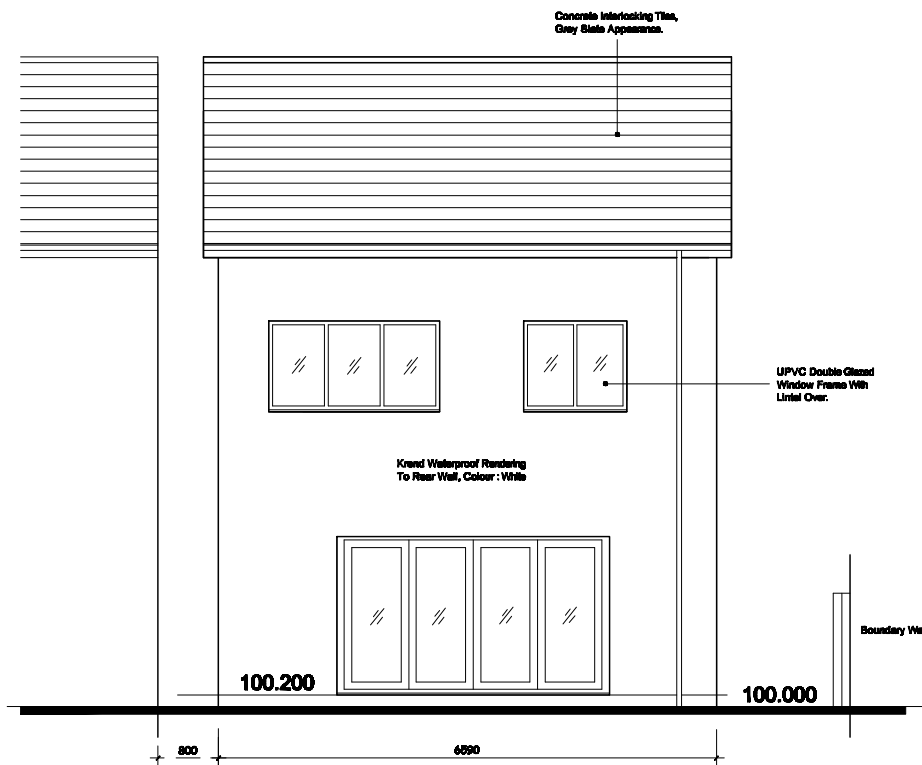 Concrete Interlocking Tiles,
Grey Slate Appearance.
UPVC Double Glazed
Window Frame With
Lintel Over.
Krend Waterproof Rendering
To Rear Wall, Colour : White
Boundary Wa
100.200
100.000
800
6590